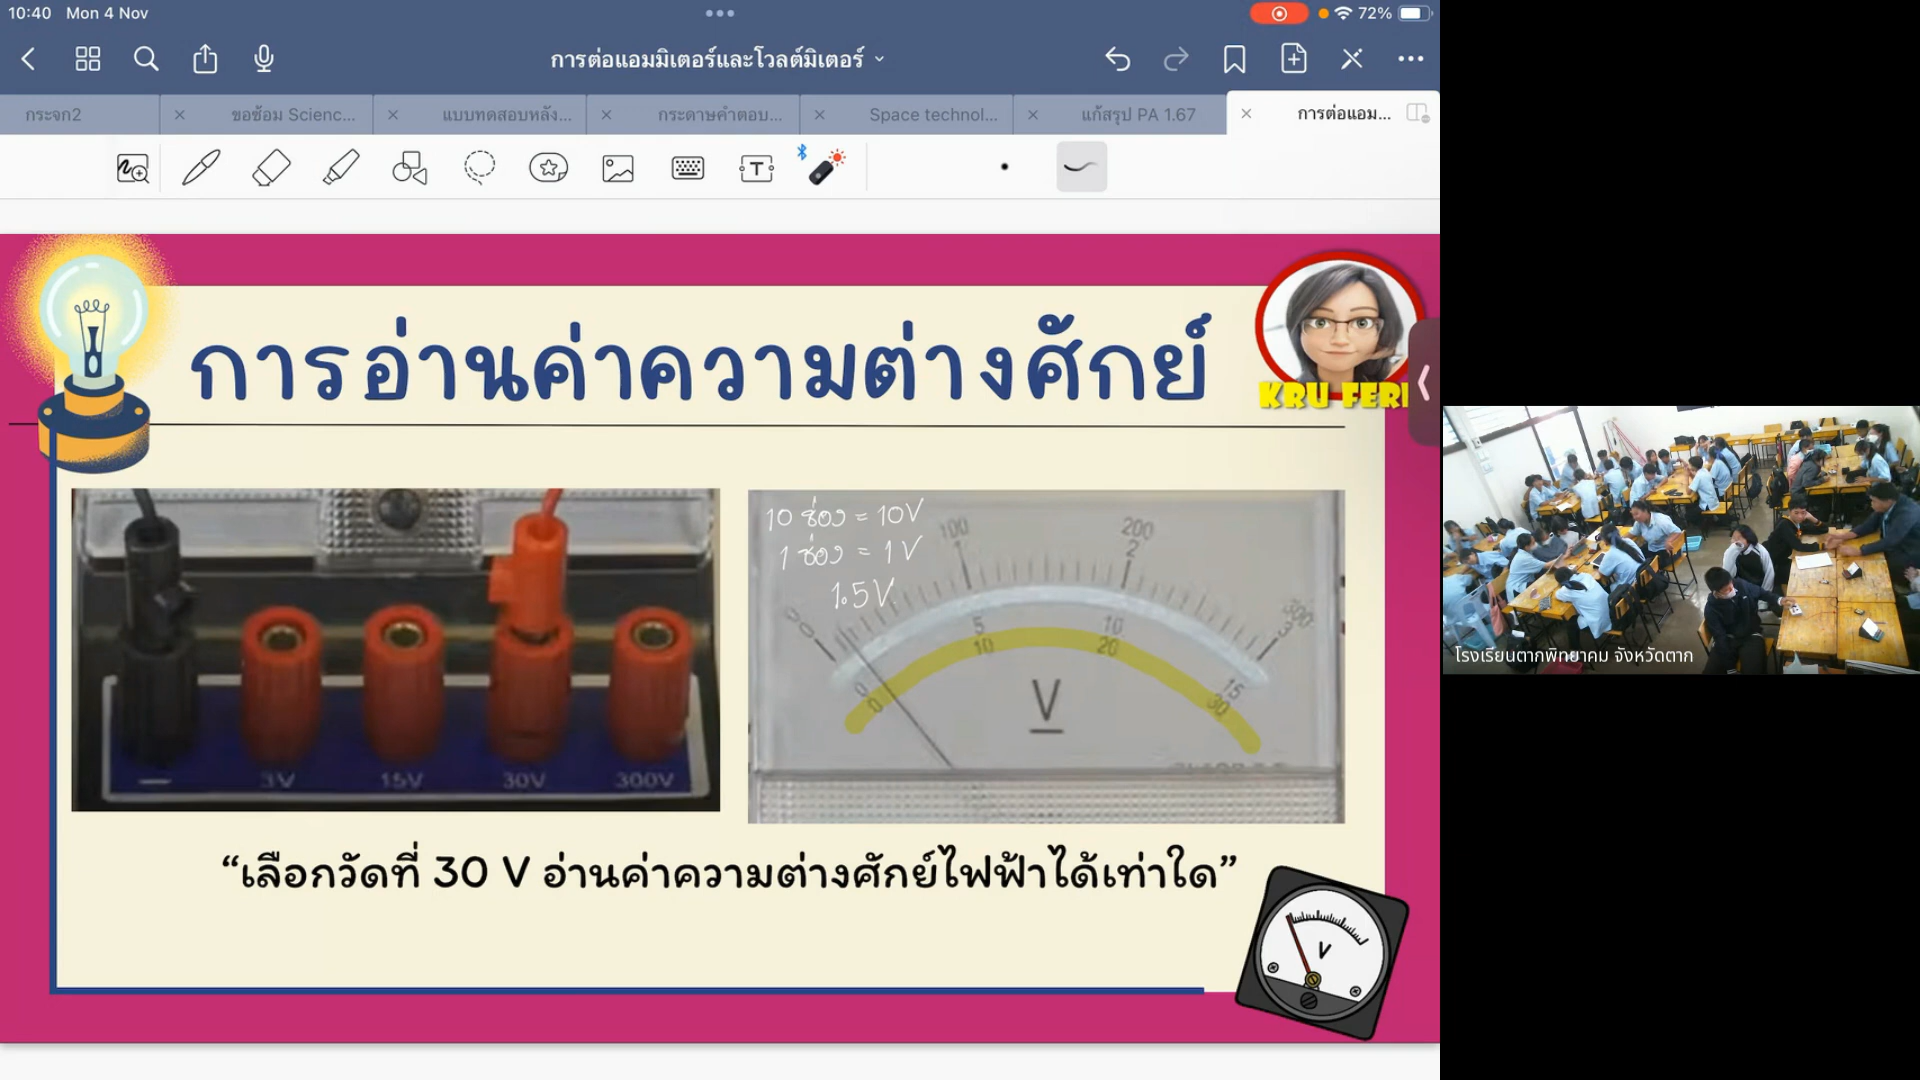 10:40 Mon 4 Nov
72%
การต่อแอมมิเตอร์และโวลต์มิเตอร์
กระจก2
ขอซ้อม Scienc...
แบบทดสอบหลัง...
กระดาษคำตอบ...
Space technol...
แก้สรุป PA 1.67
การต่อแอม...
T
การอ่านค่าความต่างศักย์
KRU FER
3V 15V 30V 300V
10 ช่อง = 10V
1 ช่อง = 1V
1.5V
100 200 300
0 2 3
0 5 10 15
0 10 20 30
V
“เลือกวัดที่ 30 V อ่านค่าความต่างศักย์ไฟฟ้าได้เท่าใด”
V
โรงเรียนตากพิทยาคม จังหวัดตาก